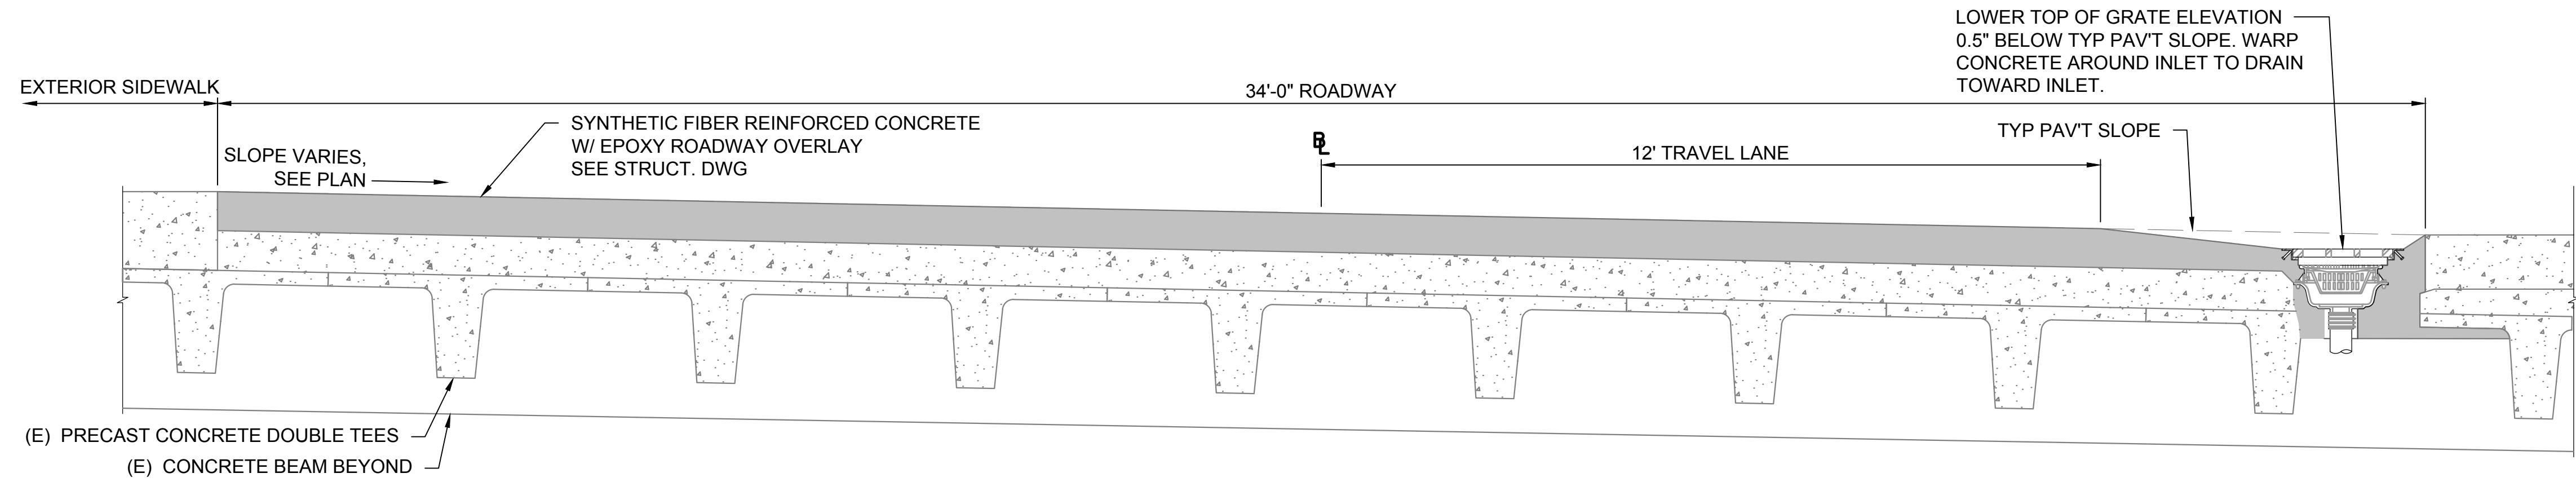 LOWER TOP OF GRATE ELEVATION
0.5" BELOW TYP PAV'T SLOPE. WARP
CONCRETE AROUND INLET TO DRAIN
TOWARD INLET.
EXTERIOR SIDEWALK
34'-0" ROADWAY
SYNTHETIC FIBER REINFORCED CONCRETE
W/ EPOXY ROADWAY OVERLAY
SEE STRUCT. DWG
TYP PAV'T SLOPE
BL
12' TRAVEL LANE
SLOPE VARIES,
SEE PLAN
(E) PRECAST CONCRETE DOUBLE TEES
(E) CONCRETE BEAM BEYOND